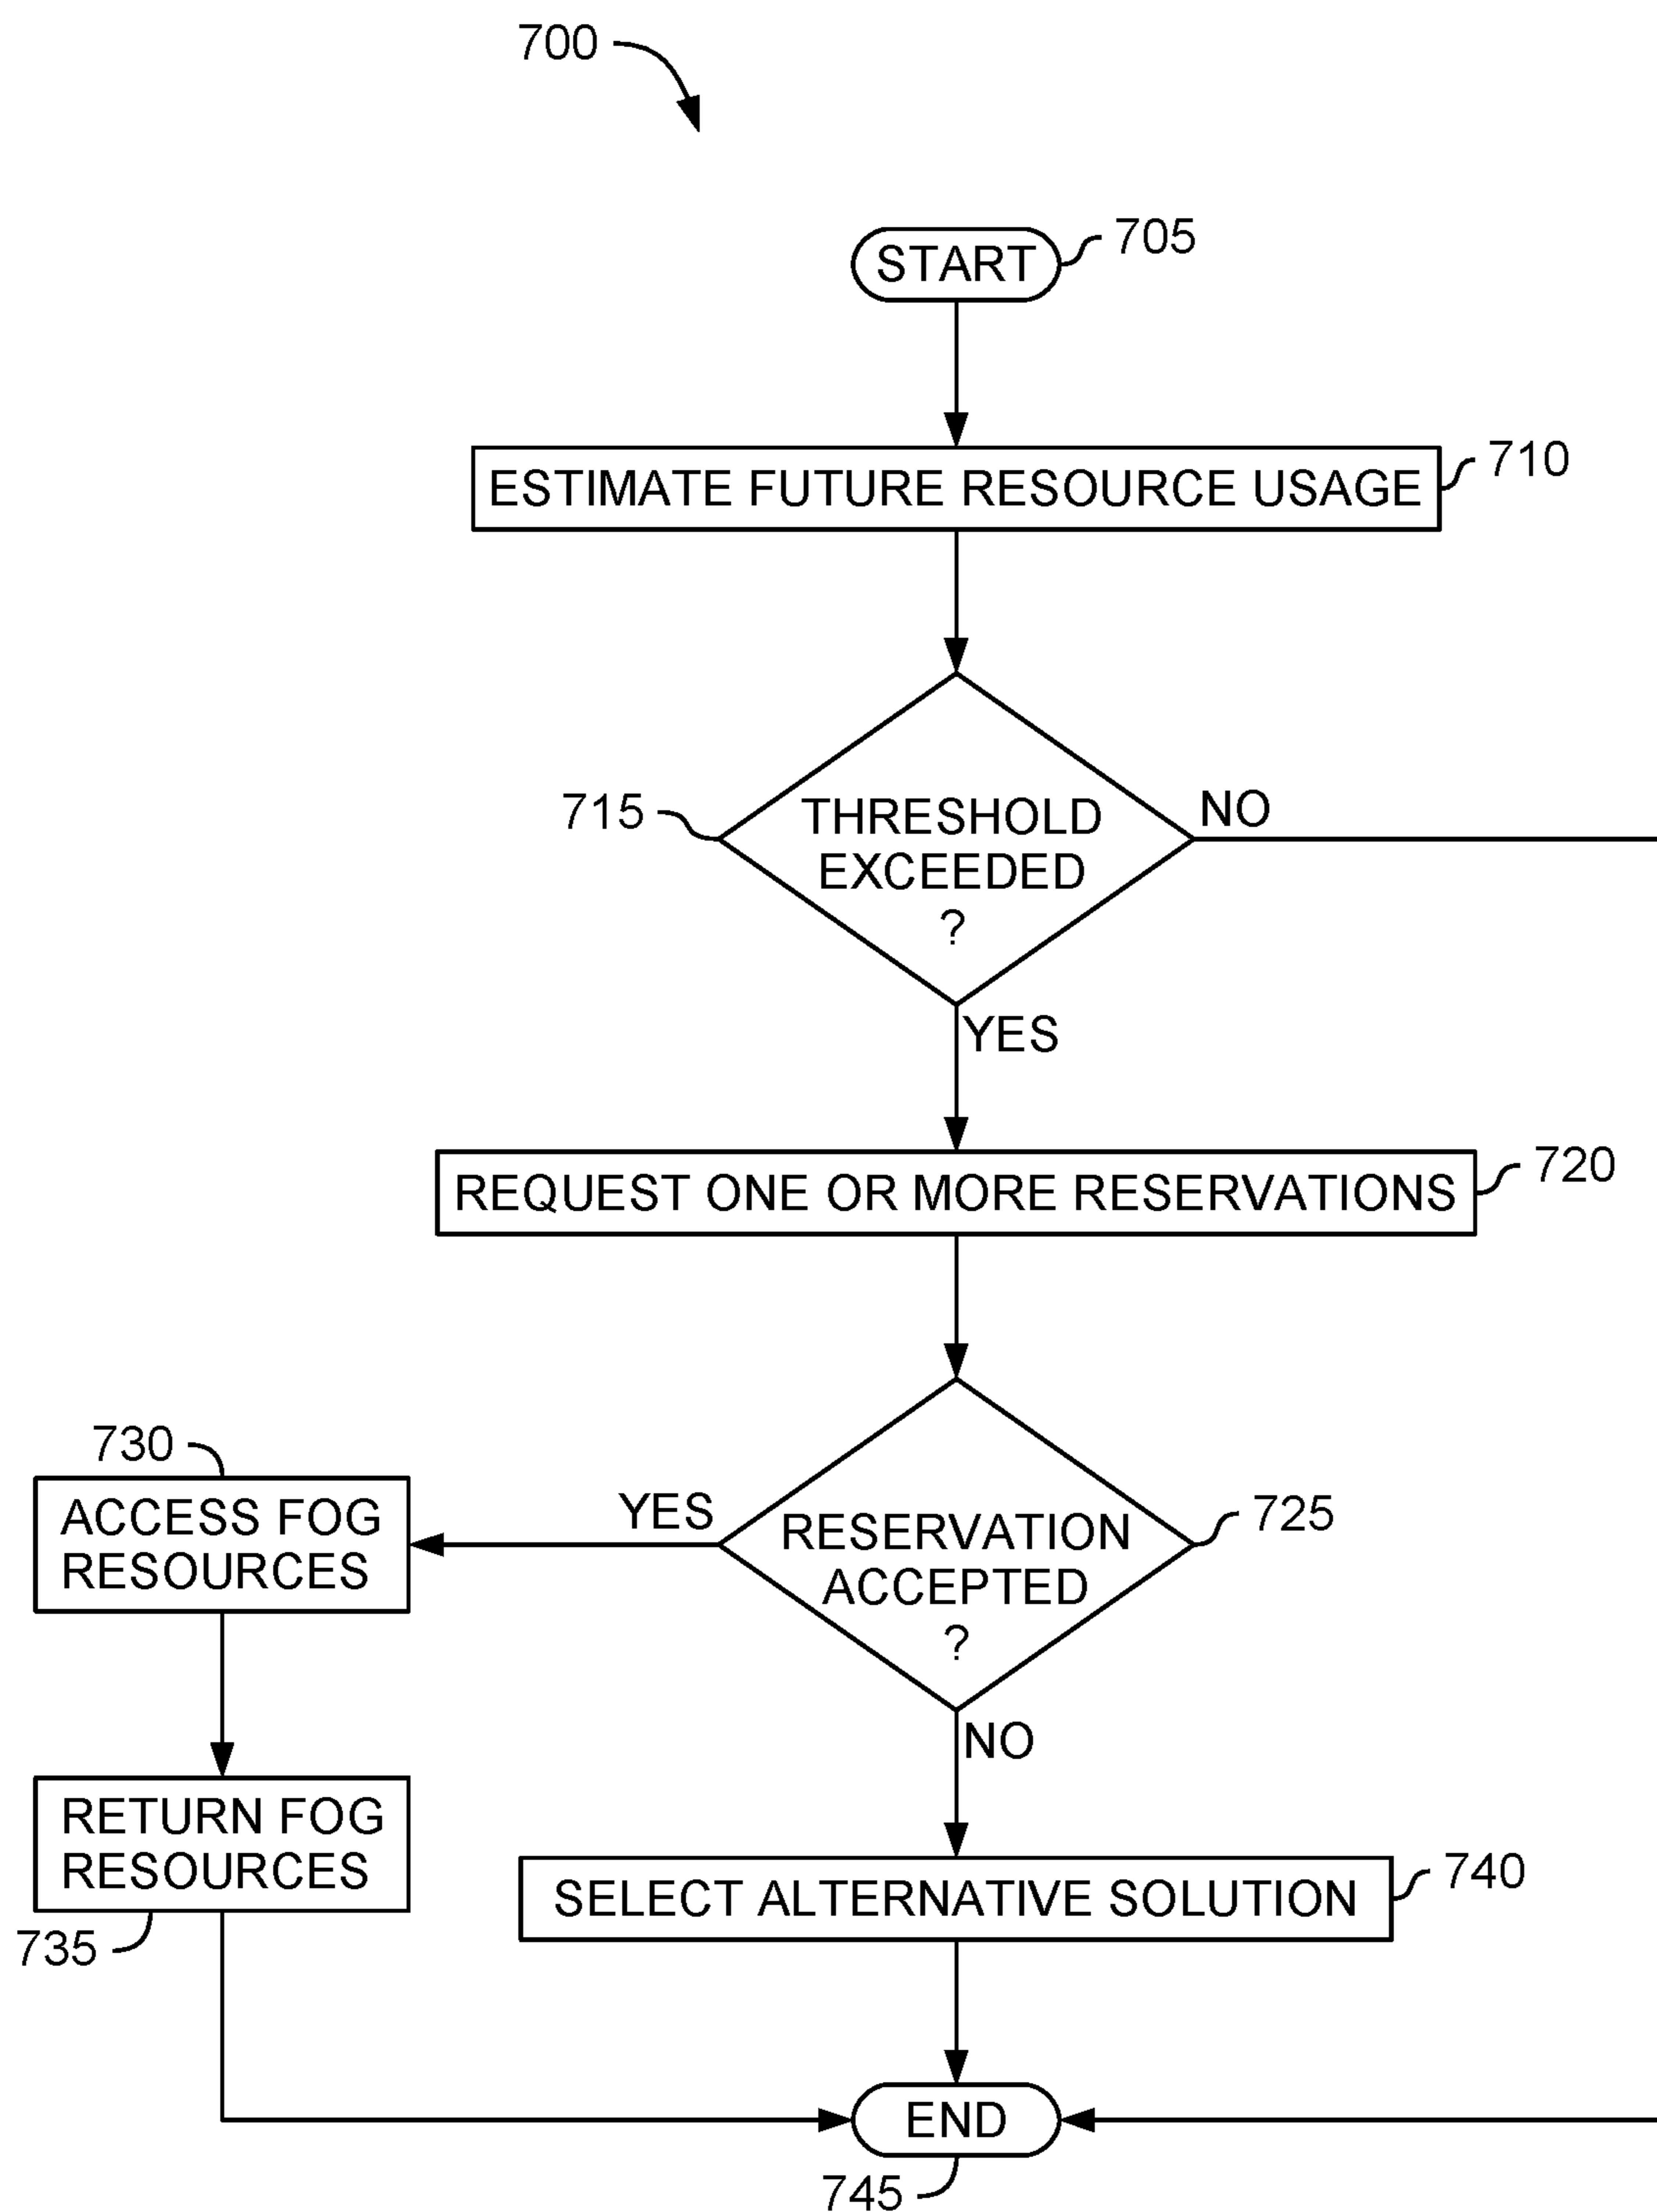 700
START
705
ESTIMATE FUTURE RESOURCE USAGE
710
715
THRESHOLD
EXCEEDED
?
NO
YES
REQUEST ONE OR MORE RESERVATIONS
720
730
ACCESS FOG
RESOURCES
YES
RESERVATION
ACCEPTED
?
725
NO
RETURN FOG
RESOURCES
735
SELECT ALTERNATIVE SOLUTION
740
END
745